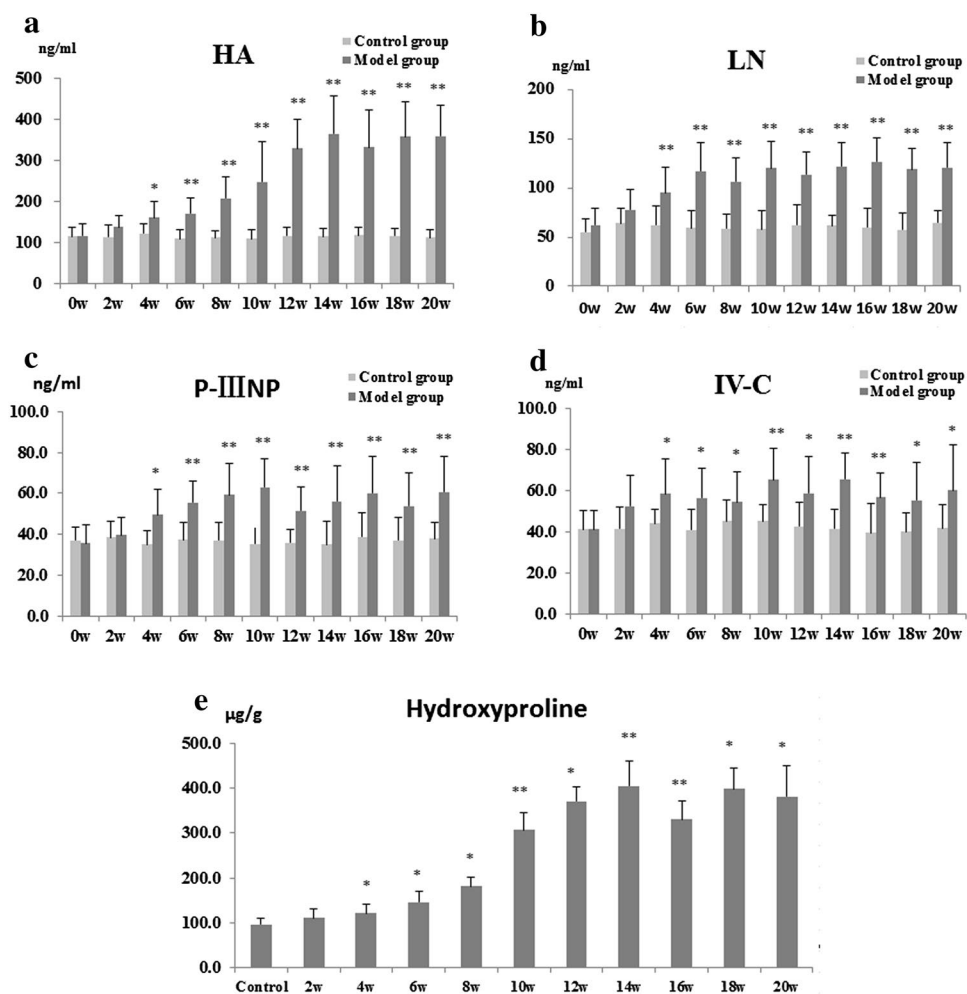 a
ng/ml
HA
Control group
Model group
500
400
300
200
100
0
* ** ** ** ** ** ** ** **
0w 2w 4w 6w 8w 10w 12w 14w 16w 18w 20w
b
ng/ml
LN
Control group
Model group
200
150
100
50
0
** ** ** ** ** ** ** ** **
0w 2w 4w 6w 8w 10w 12w 14w 16w 18w 20w
c
ng/ml
P-ⅢNP
Control group
Model group
100.0
80.0
60.0
40.0
20.0
0.0
* ** ** ** ** ** ** ** **
0w 2w 4w 6w 8w 10w 12w 14w 16w 18w 20w
d
ng/ml
IV-C
Control group
Model group
100.0
80.0
60.0
40.0
20.0
0.0
* * * ** * ** ** * *
0w 2w 4w 6w 8w 10w 12w 14w 16w 18w 20w
e
μg/g
Hydroxyproline
500.0
400.0
300.0
200.0
100.0
0.0
* * * ** * ** ** * *
Control 2w 4w 6w 8w 10w 12w 14w 16w 18w 20w